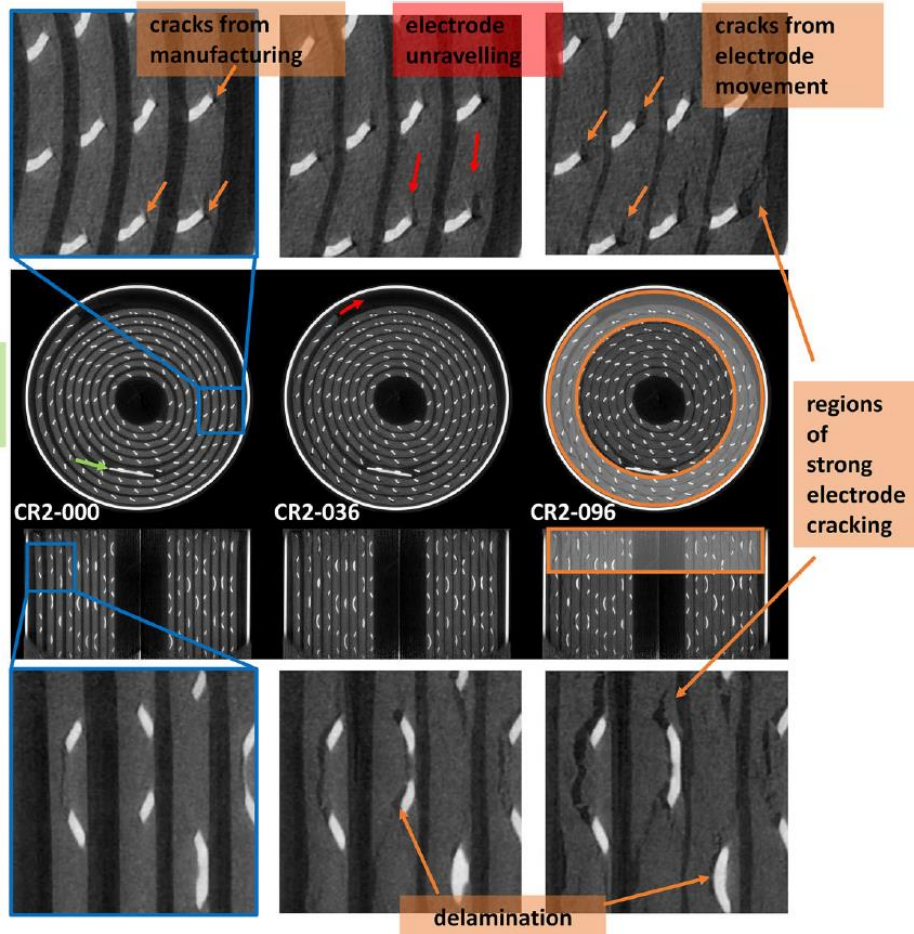 cracks from
manufacturing
electrode
unravelling
cracks from
electrode
movement
CR2-000
CR2-036
CR2-096
regions
of
strong
electrode
cracking
delamination